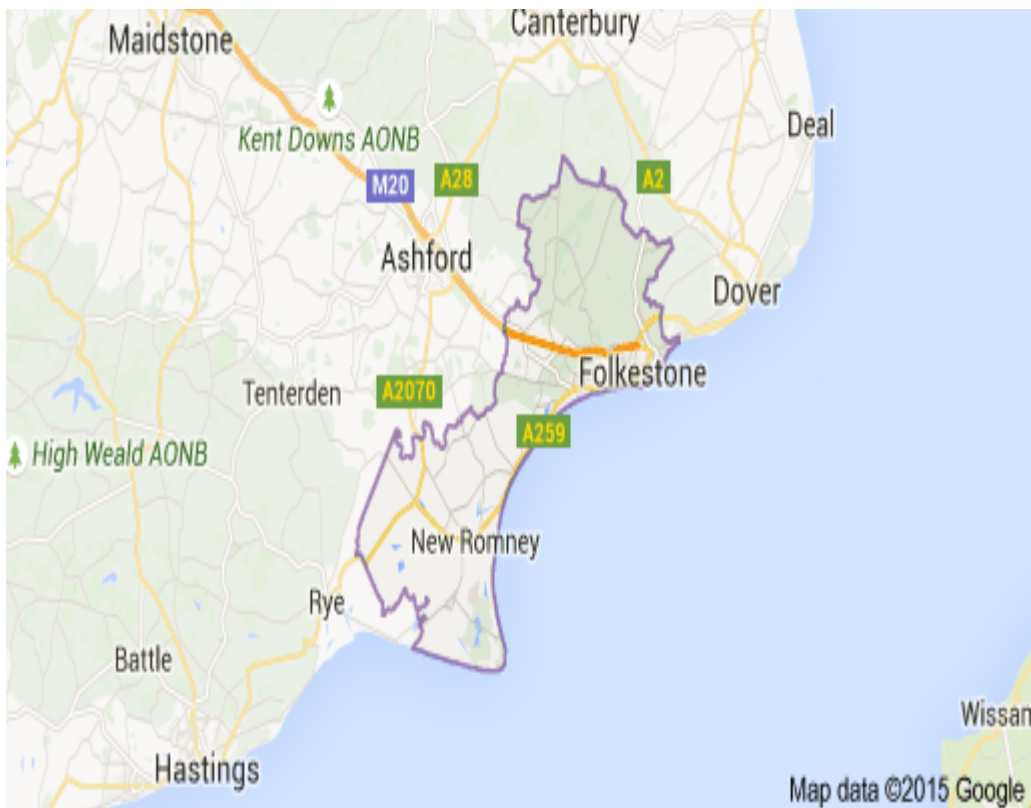 Canterbury
Maidstone
Deal
Kent Downs AONB
M20
A28
A2
Ashford
Dover
Folkestone
Tenterden
A2070
A259
High Weald AONB
New Romney
Rye
Battle
Wissan
Hastings
Map data ©2015 Google